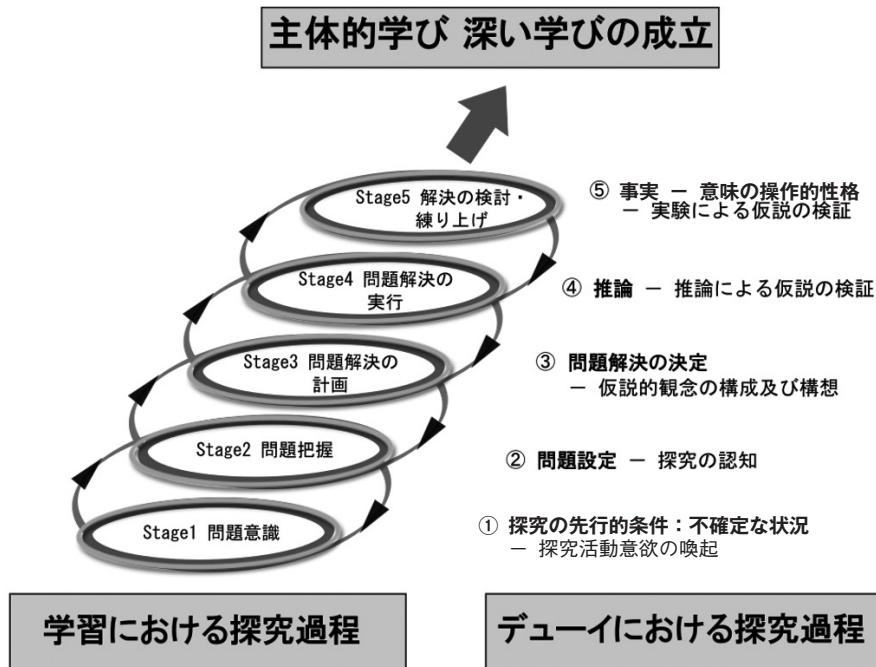 主体的学び 深い学びの成立
Stage5 解決の検討・
練り上げ
⑤ 事実 － 意味の操作的性格
－ 実験による仮説の検証
Stage4 問題解決の
実行
④ 推論 － 推論による仮説の検証
Stage3 問題解決の
計画
③ 問題解決の決定
－ 仮説的観念の構成及び構想
Stage2 問題把握
② 問題設定 － 探究の認知
Stage1 問題意識
① 探究の先行的条件：不確定な状況
－ 探究活動意欲の喚起
学習における探究過程
デューイにおける探究過程